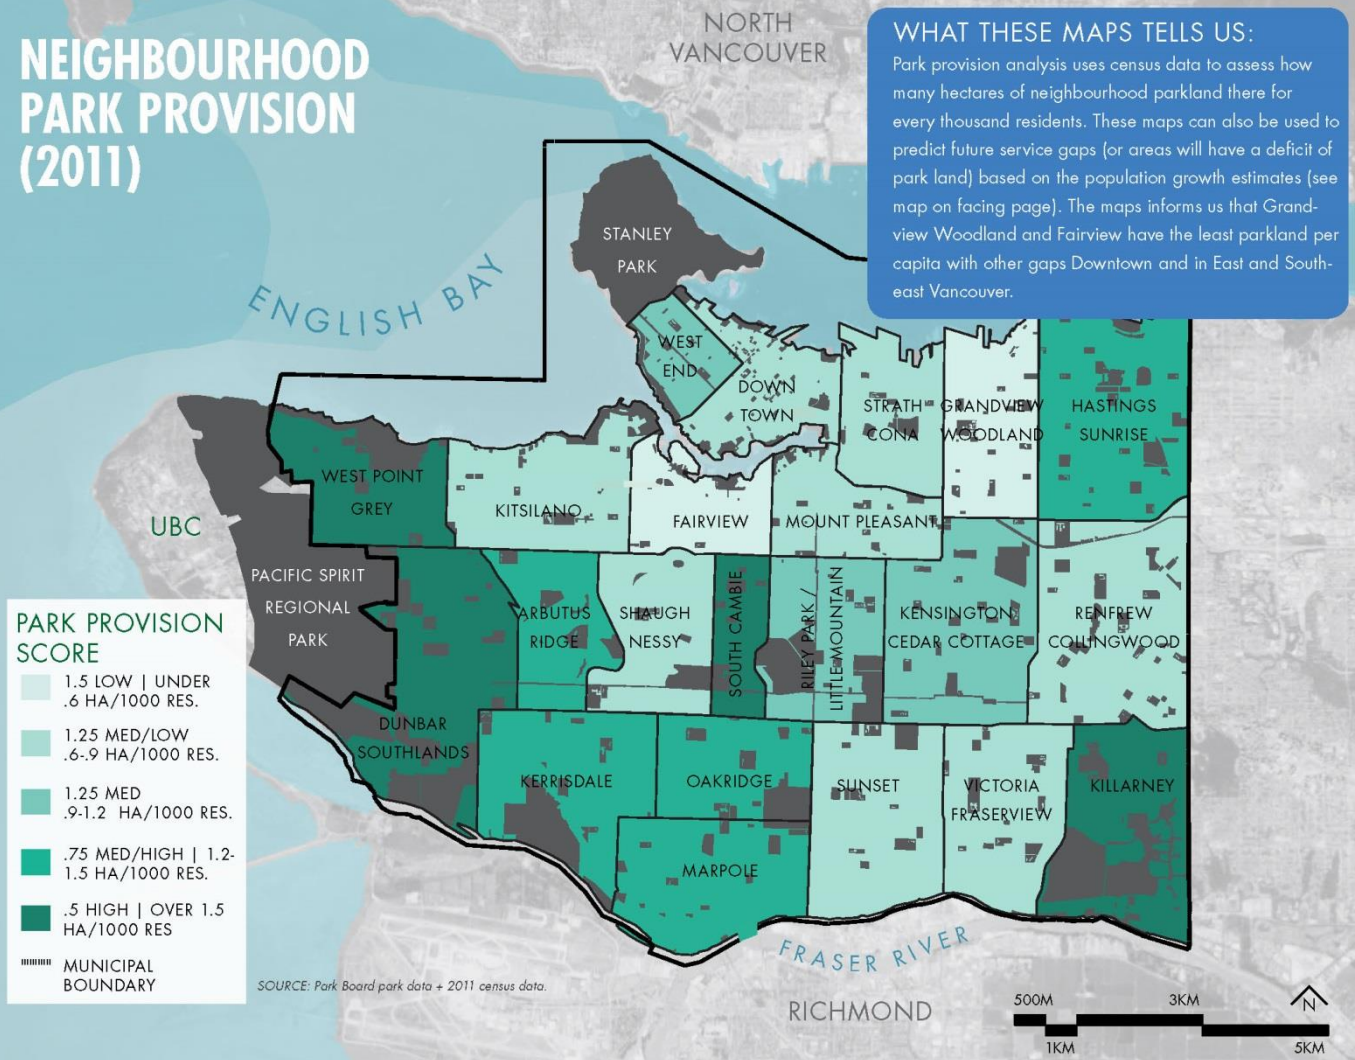 NEIGHBOURHOOD
PARK PROVISION
(2011)
NORTH
VANCOUVER
WHAT THESE MAPS TELLS US:
Park provision analysis uses census data to assess how
many hectares of neighbourhood parkland there for
every thousand residents. These maps can also be used to
predict future service gaps (or areas will have a deficit of
park land) based on the population growth estimates (see
map on facing page). The maps informs us that Grand-
view Woodland and Fairview have the least parkland per
capita with other gaps Downtown and in East and South-
east Vancouver.
STANLEY
PARK
ENGLISH BAY
WEST
END
DOWN
TOWN
STRATH
CONA
GRANDVIEW
WOODLAND
HASTINGS
SUNRISE
WEST POINT
GREY
KITSILANO
FAIRVIEW
MOUNT PLEASANT
UBC
PACIFIC SPIRIT
REGIONAL
PARK
ARBUTUS
RIDGE
SHAUGH
NESSY
SOUTH CAMBIE
RILEY PARK /
LITTLE MOUNTAIN
KENSINGTON
CEDAR COTTAGE
RENFREW
COLLINGWOOD
DUNBAR
SOUTHLANDS
KERRISDALE
OAKRIDGE
SUNSET
VICTORIA
FRASERVIEW
KILLARNEY
MARPOLE
FRASER RIVER
RICHMOND
PARK PROVISION
SCORE
1.5 LOW | UNDER
.6 HA/1000 RES.
1.25 MED/LOW
.6-.9 HA/1000 RES.
1.25 MED
.9-1.2 HA/1000 RES.
.75 MED/HIGH | 1.2-
1.5 HA/1000 RES.
.5 HIGH | OVER 1.5
HA/1000 RES
MUNICIPAL
BOUNDARY
SOURCE: Park Board park data + 2011 census data.
500M
3KM
N
1KM
5KM